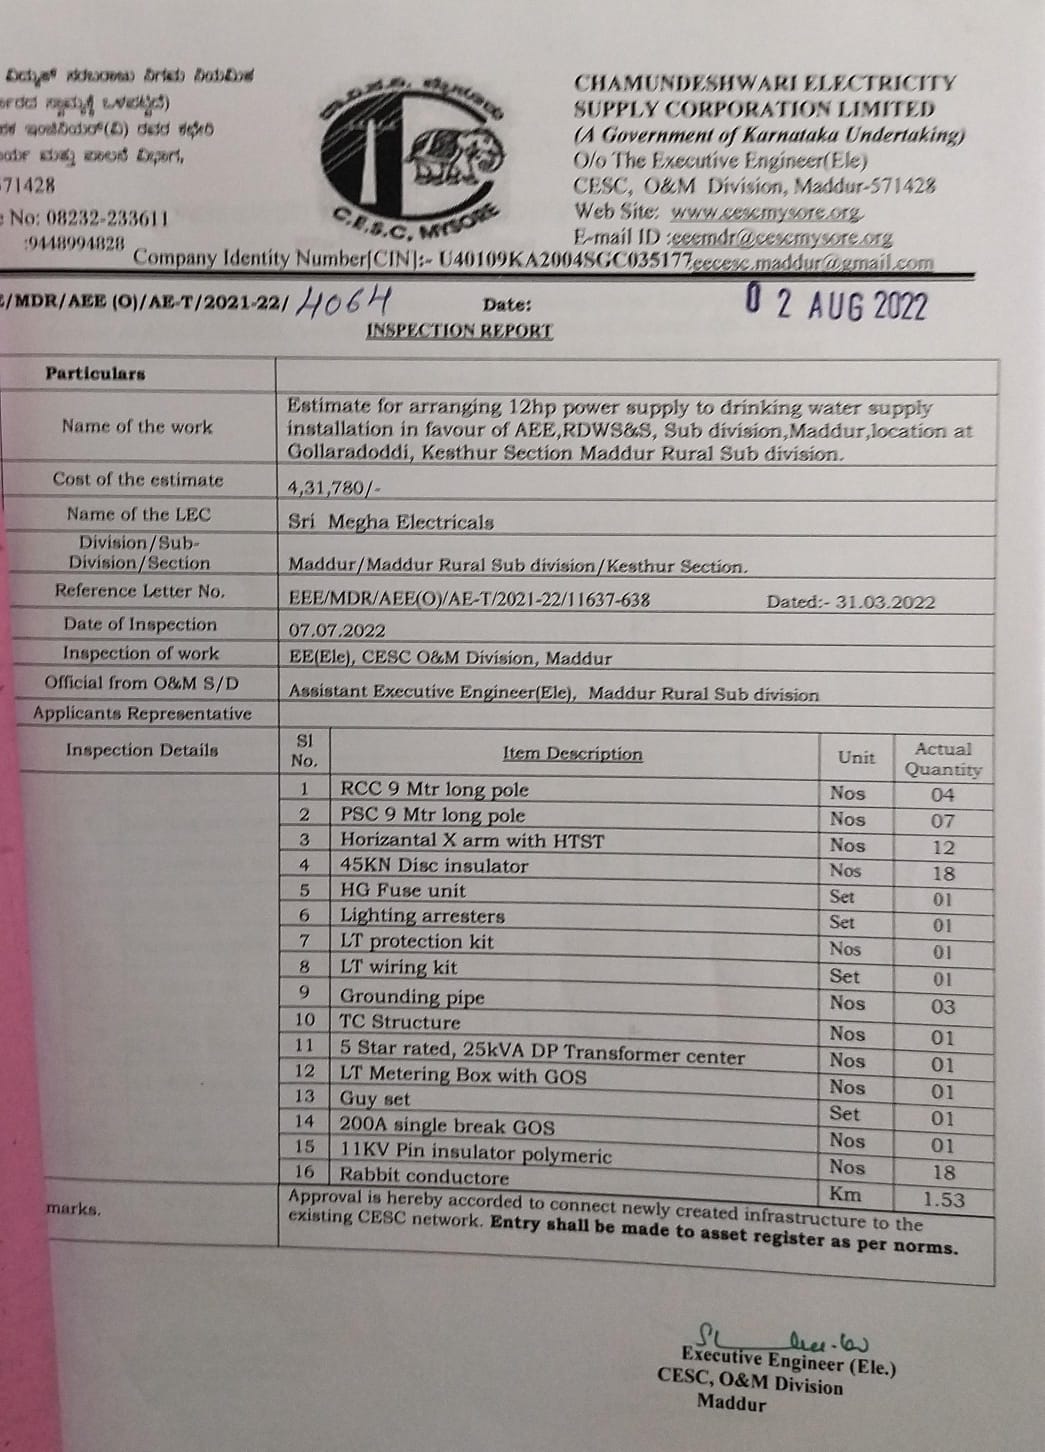 571428
No: 08232-233611
:9448994828
C.E.S.C. MYSORE
CHAMUNDESHWARI ELECTRICITY
SUPPLY CORPORATION LIMITED
(A Government of Karnataka Undertaking)
O/o The Executive Engineer(Ele)
CESC, O&M Division, Maddur-571428
Web Site: www.cescmysore.org
E-mail ID :eeemdr@cescmysore.org
Company Identity Number[CIN]:- U40109KA2004SGC035177 eecesc.maddur@gmail.com
/MDR/AEE (O)/AE-T/2021-22/ 4064 Date: 02 AUG 2022
INSPECTION REPORT
Particulars
Name of the work Estimate for arranging 12hp power supply to drinking water supply
installation in favour of AEE,RDWS&S, Sub division,Maddur,location at
Gollaradoddi, Kesthur Section Maddur Rural Sub division.
Cost of the estimate 4,31,780/-
Name of the LEC Sri Megha Electricals
Division/Sub-
Division/Section Maddur/Maddur Rural Sub division/Kesthur Section.
Reference Letter No. EEE/MDR/AEE(O)/AE-T/2021-22/11637-638 Dated:- 31.03.2022
Date of Inspection 07.07.2022
Inspection of work EE(Ele), CESC O&M Division, Maddur
Official from O&M S/D Assistant Executive Engineer(Ele), Maddur Rural Sub division
Applicants Representative
Inspection Details Sl No. Item Description Unit Actual Quantity
1 RCC 9 Mtr long pole Nos 04
2 PSC 9 Mtr long pole Nos 07
3 Horizantal X arm with HTST Nos 12
4 45KN Disc insulator Nos 18
5 HG Fuse unit Set 01
6 Lighting arresters Set 01
7 LT protection kit Nos 01
8 LT wiring kit Set 01
9 Grounding pipe Nos 03
10 TC Structure Nos 01
11 5 Star rated, 25kVA DP Transformer center Nos 01
12 LT Metering Box with GOS Nos 01
13 Guy set Set 01
14 200A single break GOS Nos 01
15 11KV Pin insulator polymeric Nos 18
16 Rabbit conductore Km 1.53
marks. Approval is hereby accorded to connect newly created infrastructure to the
existing CESC network. Entry shall be made to asset register as per norms.
Executive Engineer (Ele.)
CESC, O&M Division
Maddur